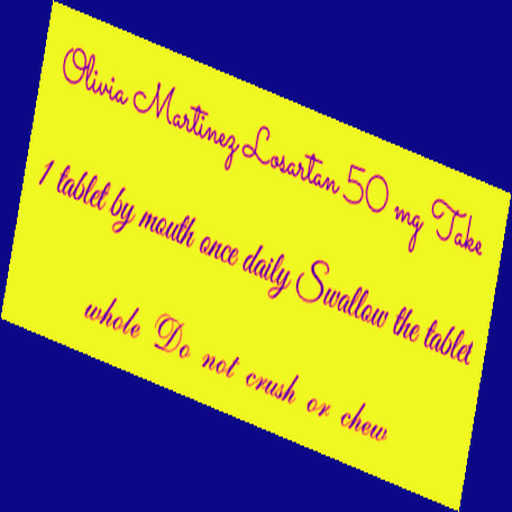 Olivia Martinez Losartan 50 mg Take
1 tablet by mouth once daily Swallow the tablet
whole Do not crush or chew